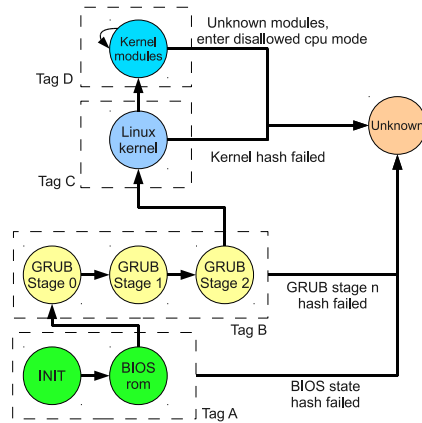 Unknown modules,
enter disallowed cpu mode
Kernel
modules
Tag D
Linux
kernel
Unknown
Kernel hash failed
Tag C
GRUB
Stage 0
GRUB
Stage 1
GRUB
Stage 2
GRUB stage n
hash failed
Tag B
INIT
BIOS
rom
BIOS state
hash failed
Tag A